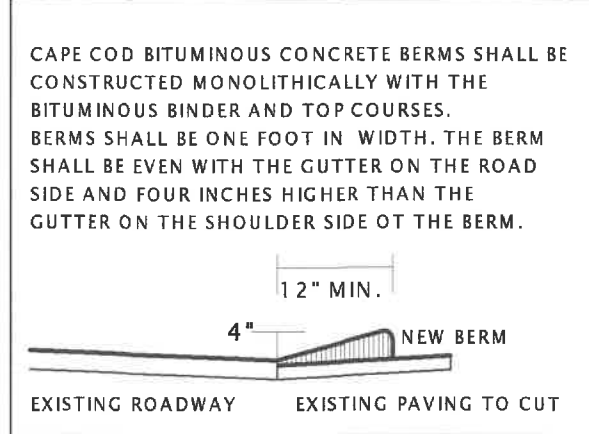 CAPE COD BITUMINOUS CONCRETE BERMS SHALL BE
CONSTRUCTED MONOLITHICALLY WITH THE
BITUMINOUS BINDER AND TOP COURSES.
BERMS SHALL BE ONE FOOT IN WIDTH. THE BERM
SHALL BE EVEN WITH THE GUTTER ON THE ROAD
SIDE AND FOUR INCHES HIGHER THAN THE
GUTTER ON THE SHOULDER SIDE OT THE BERM.
12" MIN.
4"
NEW BERM
EXISTING ROADWAY
EXISTING PAVING TO CUT